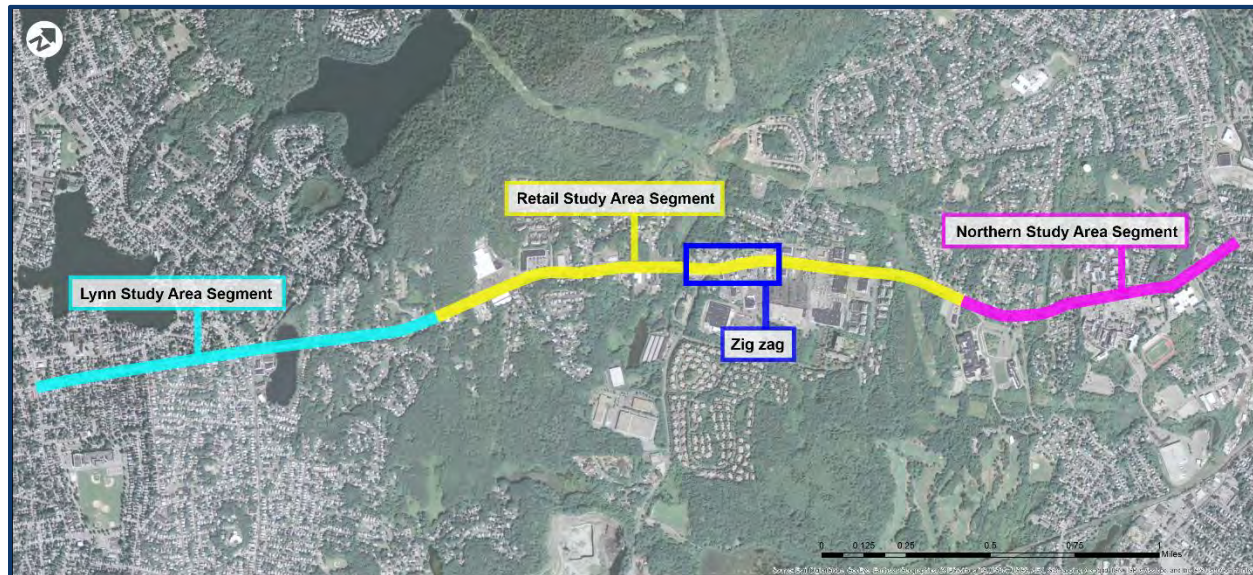 Retail Study Area Segment
Northern Study Area Segment
Lynn Study Area Segment
Zig zag
0 0.125 0.25 0.5 0.75 1
Miles